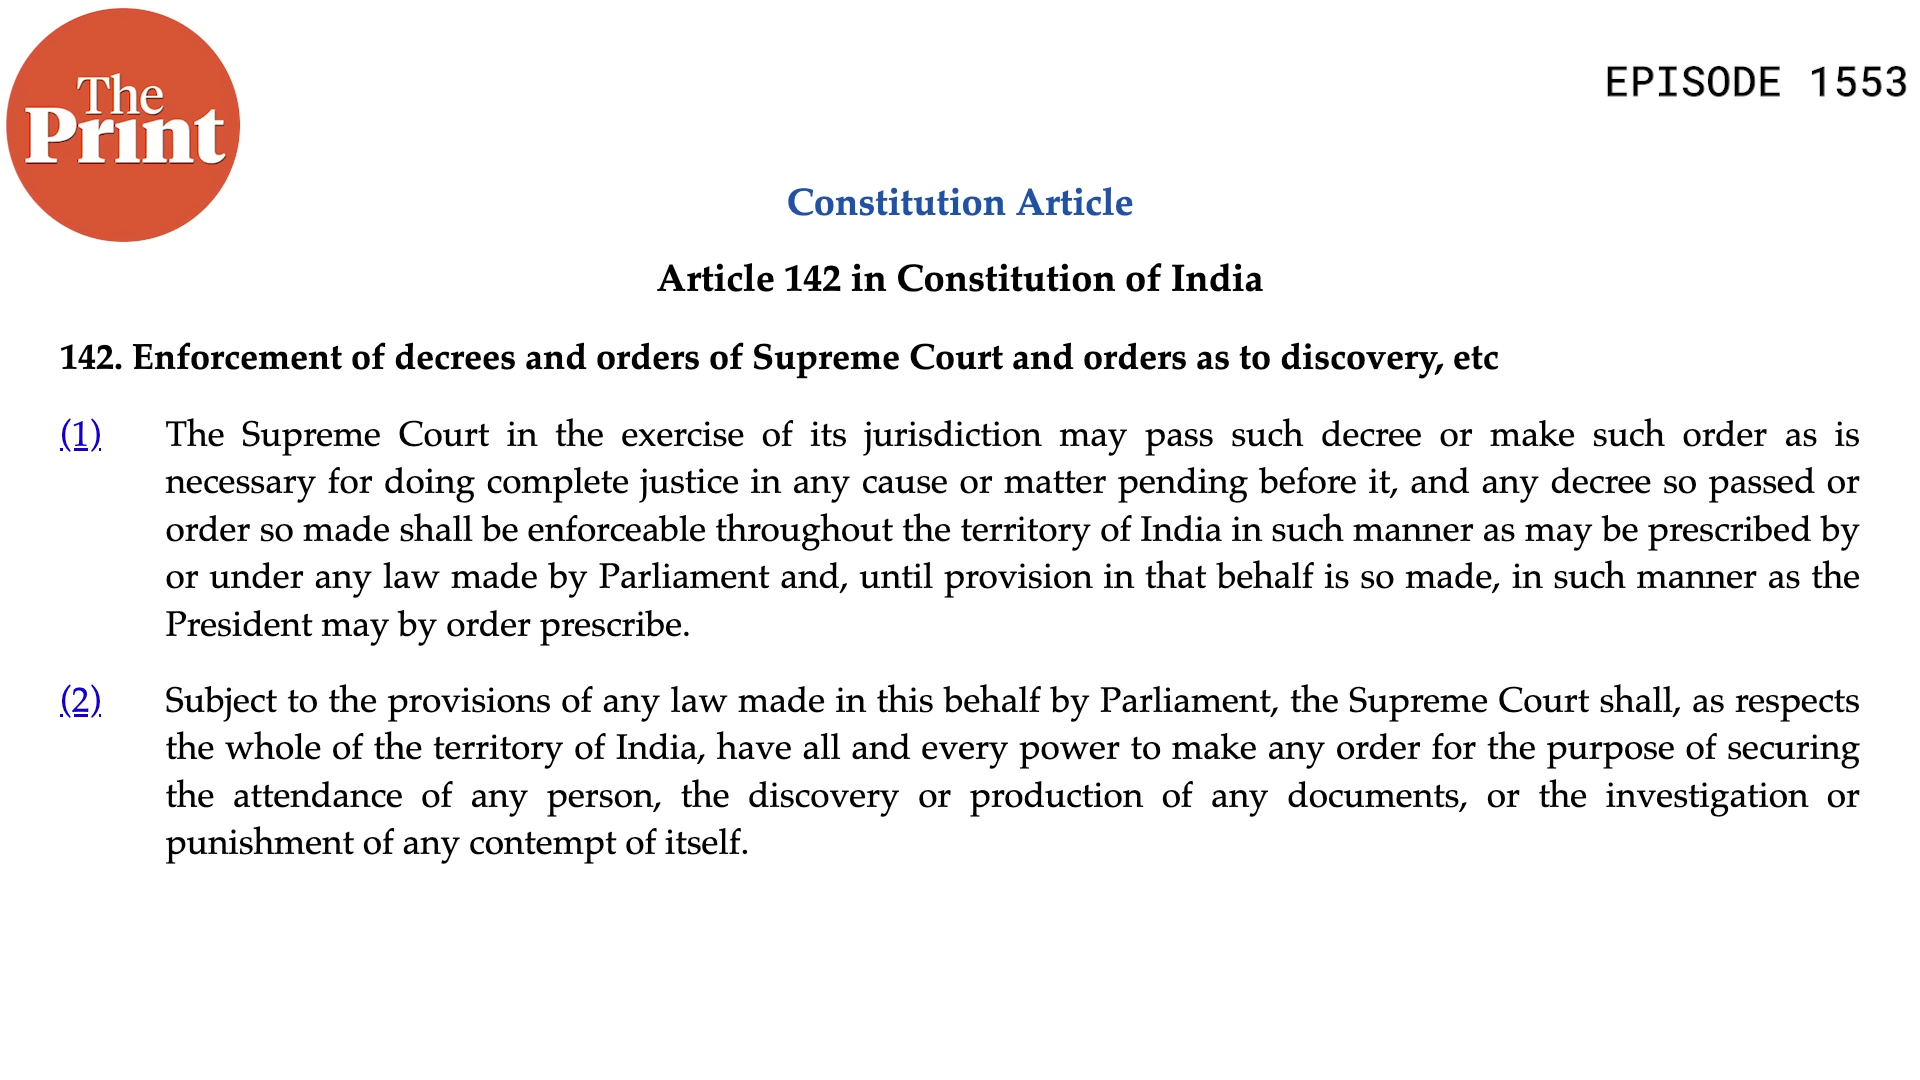 The
Print
EPISODE 1553
Constitution Article
Article 142 in Constitution of India
142. Enforcement of decrees and orders of Supreme Court and orders as to discovery, etc
(1) The Supreme Court in the exercise of its jurisdiction may pass such decree or make such order as is
necessary for doing complete justice in any cause or matter pending before it, and any decree so passed or
order so made shall be enforceable throughout the territory of India in such manner as may be prescribed by
or under any law made by Parliament and, until provision in that behalf is so made, in such manner as the
President may by order prescribe.
(2) Subject to the provisions of any law made in this behalf by Parliament, the Supreme Court shall, as respects
the whole of the territory of India, have all and every power to make any order for the purpose of securing
the attendance of any person, the discovery or production of any documents, or the investigation or
punishment of any contempt of itself.